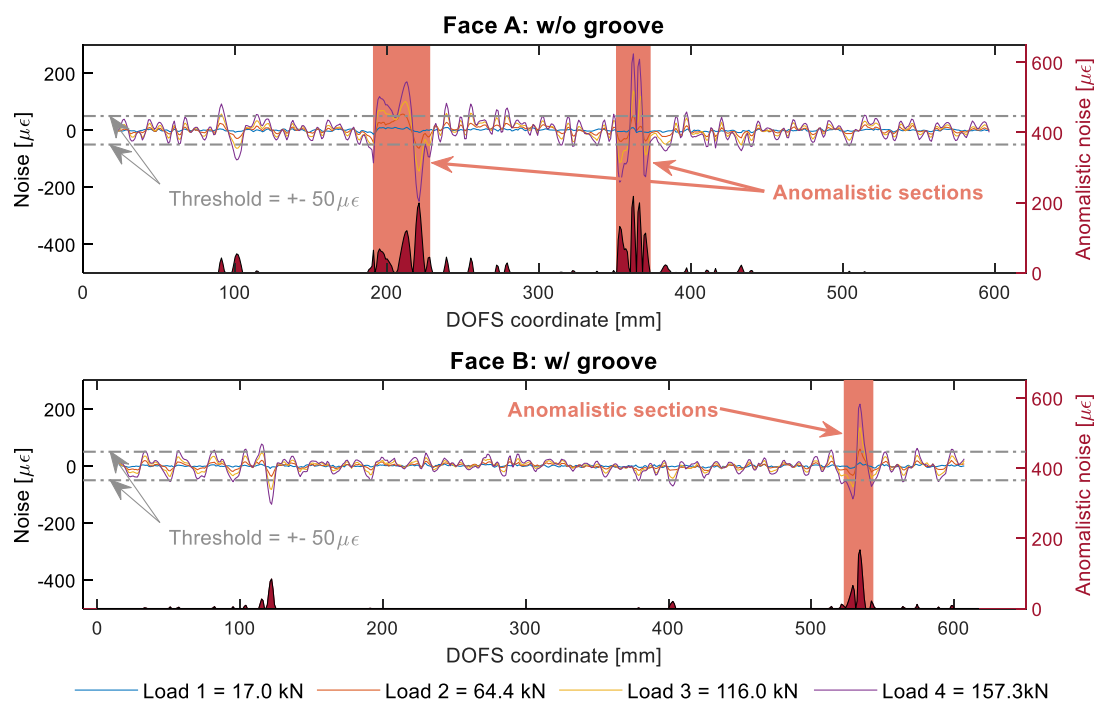 Face A: w/o groove
200
0
-200
-400
Noise [µϵ]
600
400
200
0
Anomalistic noise [µϵ]
Threshold = +- 50µϵ
Anomalistic sections
0 100 200 300 400 500 600
DOFS coordinate [mm]
Face B: w/ groove
200
0
-200
-400
Noise [µϵ]
600
400
200
0
Anomalistic noise [µϵ]
Anomalistic sections
Threshold = +- 50µϵ
0 100 200 300 400 500 600
DOFS coordinate [mm]
Load 1 = 17.0 kN Load 2 = 64.4 kN Load 3 = 116.0 kN Load 4 = 157.3kN